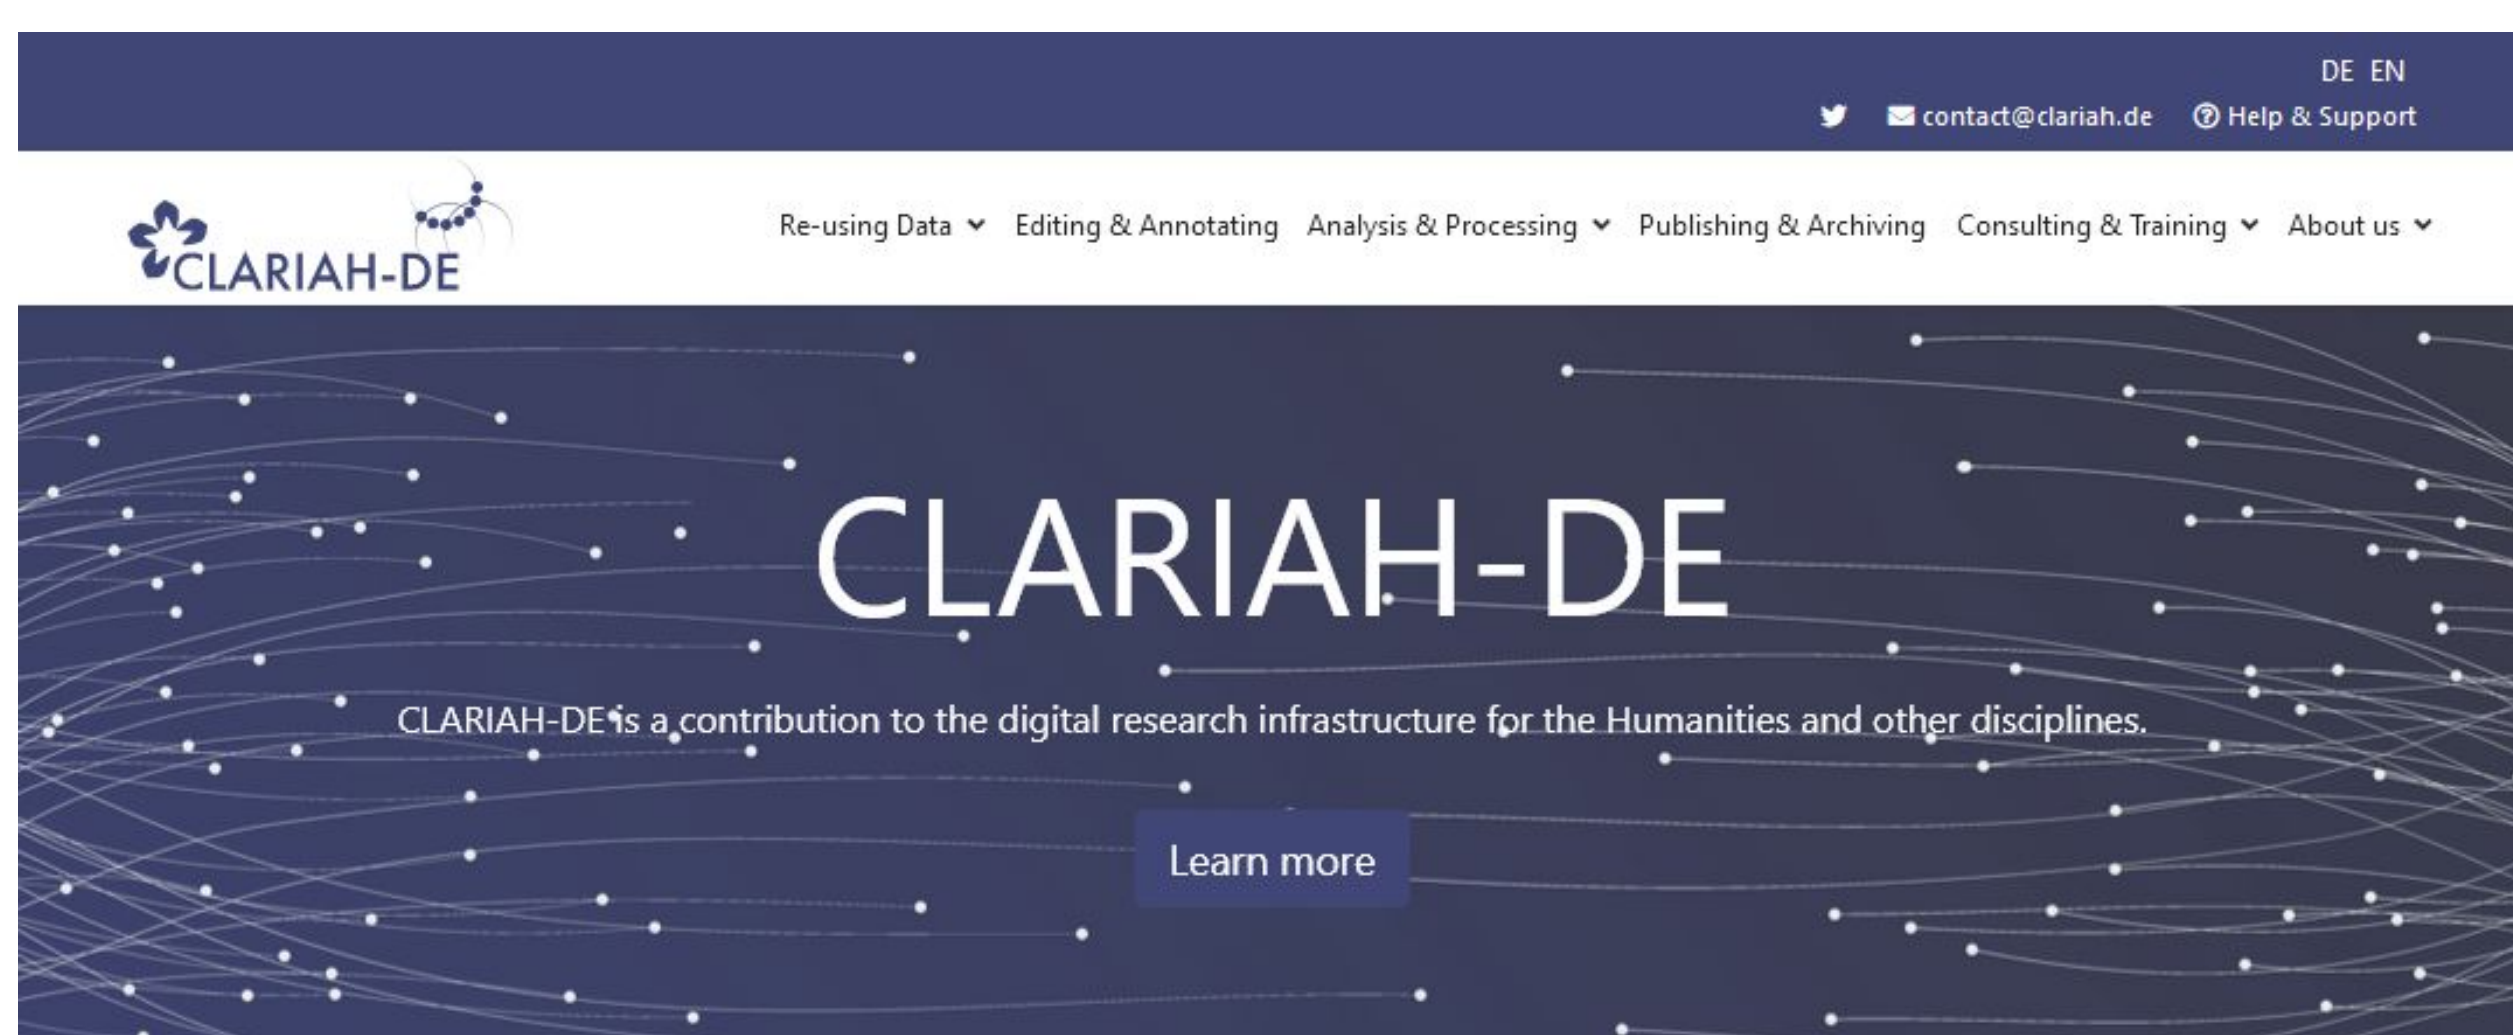 DE EN
contact@clariah.de Help & Support
CLARIAH-DE
Re-using Data Editing & Annotating Analysis & Processing Publishing & Archiving Consulting & Training About us
CLARIAH-DE
CLARIAH-DE is a contribution to the digital research infrastructure for the Humanities and other disciplines.
Learn more